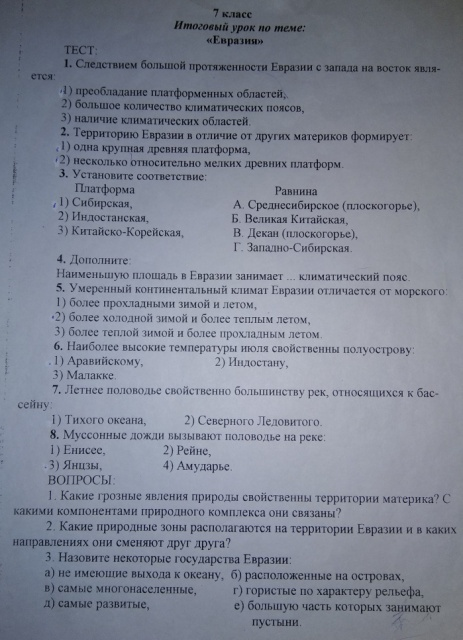 7 класс
Итоговый урок по теме:
«Евразия»
ТЕСТ:
1. Следствием большой протяженности Евразии с запада на восток явля-
ется:
1) преобладание платформенных областей;
2) большое количество климатических поясов,
3) наличие климатических областей.
2. Территорию Евразии в отличие от других материков формирует:
1) одна крупная древняя платформа,
2) несколько относительно мелких древних платформ.
3. Установите соответствие:
Платформа Равнина
1) Сибирская, А. Среднесибирское (плоскогорье),
2) Индостанская, Б. Великая Китайская,
3) Китайско-Корейская, В. Декан (плоскогорье),
Г. Западно-Сибирская.
4. Дополните:
Наименьшую площадь в Евразии занимает ... климатический пояс.
5. Умеренный континентальный климат Евразии отличается от морского:
1) более прохладными зимой и летом,
2) более холодной зимой и более теплым летом,
3) более теплой зимой и более прохладным летом.
6. Наиболее высокие температуры июля свойственны полуострову:
1) Аравийскому, 2) Индостану,
3) Малакке.
7. Летнее половодье свойственно большинству рек, относящихся к бас-
сейну:
1) Тихого океана, 2) Северного Ледовитого.
8. Муссонные дожди вызывают половодье на реке:
1) Енисее, 2) Рейне,
3) Янцзы, 4) Амударье.
ВОПРОСЫ:
1. Какие грозные явления природы свойственны территории материка? С
какими компонентами природного комплекса они связаны?
2. Какие природные зоны располагаются на территории Евразии и в каких
направлениях они сменяют друг друга?
3. Назовите некоторые государства Евразии:
а) не имеющие выхода к океану, б) расположенные на островах,
в) самые многонаселенные, г) гористые по характеру рельефа,
д) самые развитые, е) большую часть которых занимают
пустыни.